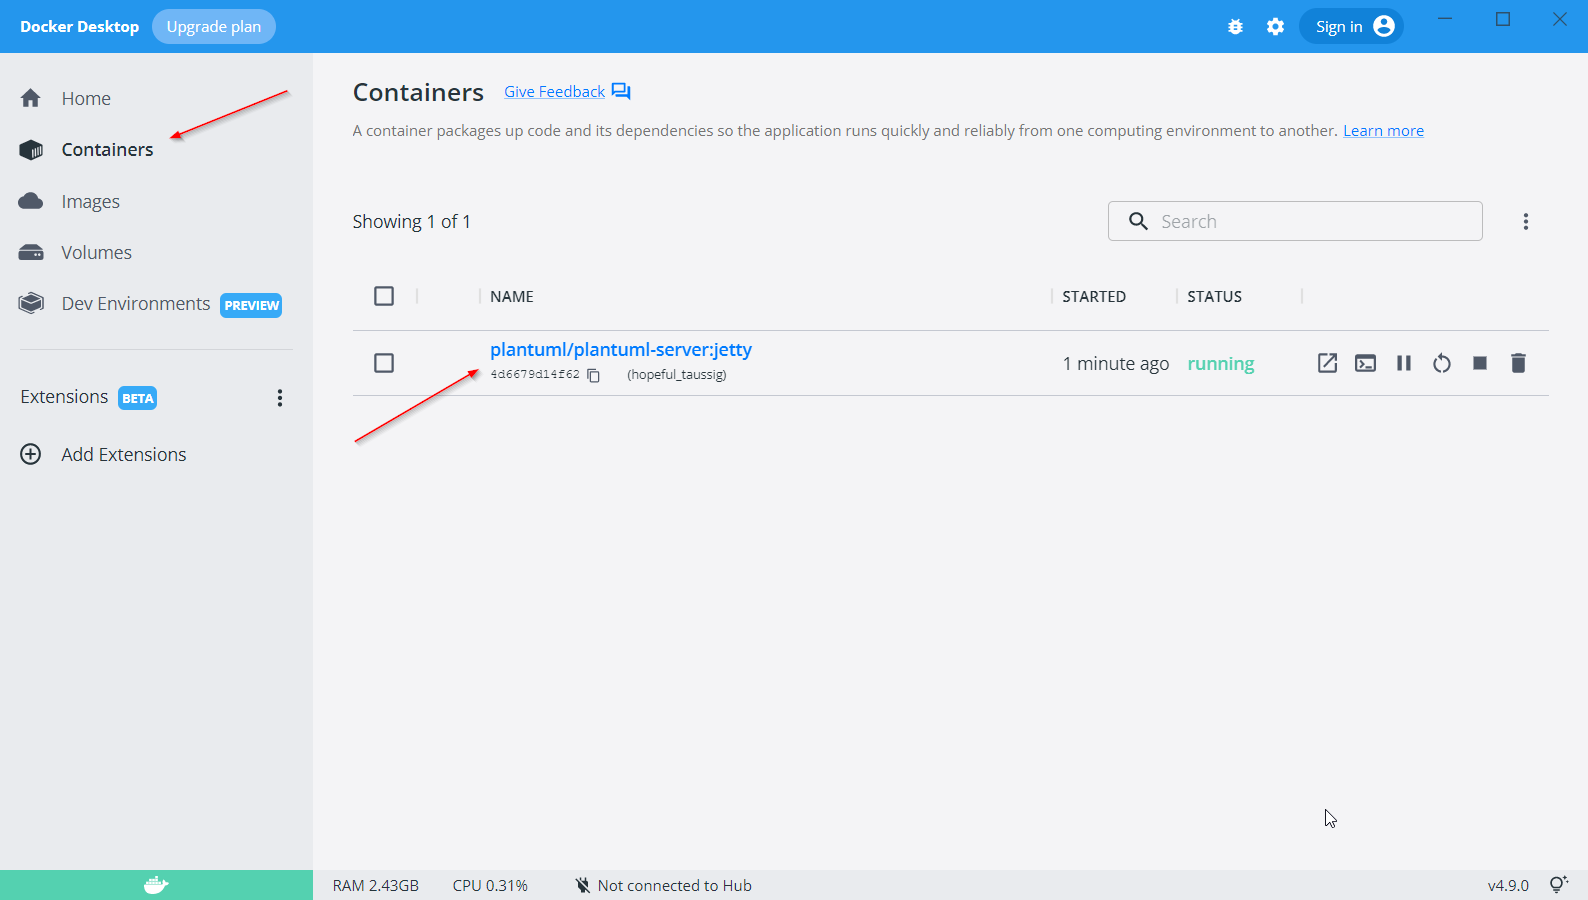 Docker Desktop Upgrade plan Sign in
Home
Containers
Images
Volumes
Dev Environments PREVIEW
Extensions BETA
Add Extensions
Containers Give Feedback
A container packages up code and its dependencies so the application runs quickly and reliably from one computing environment to another. Learn more
Showing 1 of 1 Search
NAME STARTED STATUS
plantuml/plantuml-server:jetty 1 minute ago running
4d6679d14f62 (hopeful_taussig)
RAM 2.43GB CPU 0.31% Not connected to Hub v4.9.0